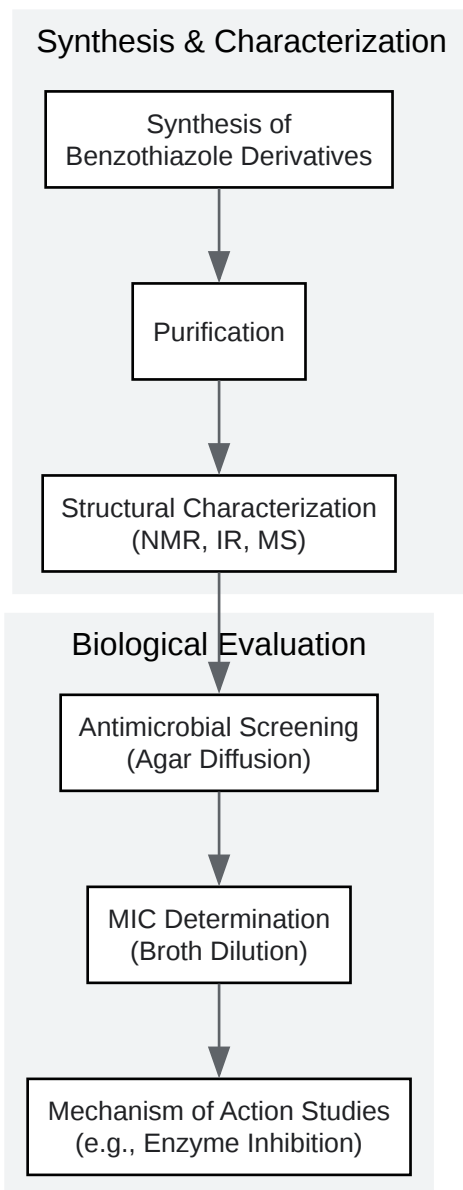 Synthesis & Characterization
Synthesis of
Benzothiazole Derivatives
Purification
Structural Characterization
(NMR, IR, MS)
Biological Evaluation
Antimicrobial Screening
(Agar Diffusion)
MIC Determination
(Broth Dilution)
Mechanism of Action Studies
(e.g., Enzyme Inhibition)